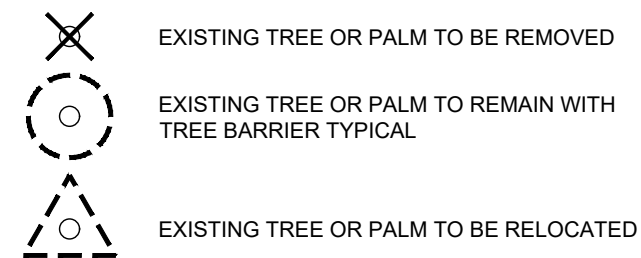 EXISTING TREE OR PALM TO BE REMOVED
EXISTING TREE OR PALM TO REMAIN WITH
TREE BARRIER TYPICAL
EXISTING TREE OR PALM TO BE RELOCATED